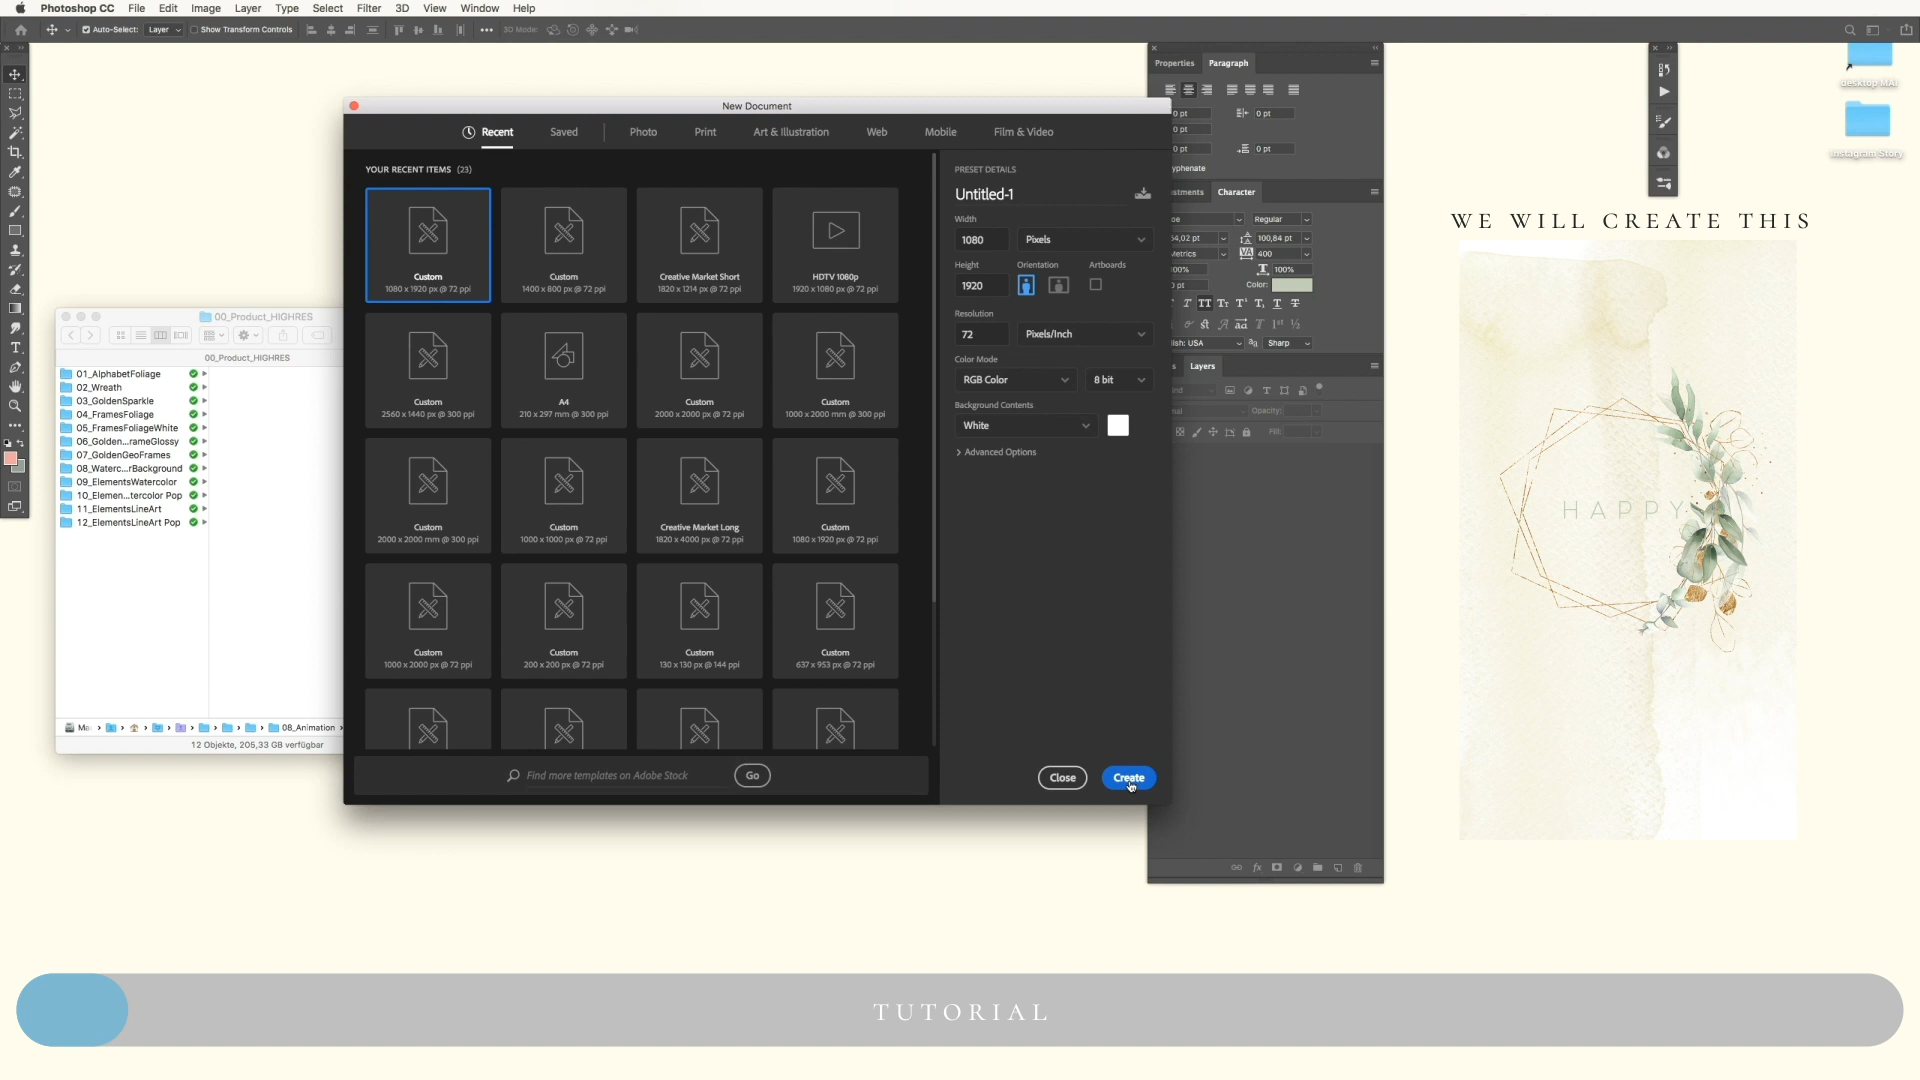 Photoshop CC File Edit Image Layer Type Select Filter 3D View Window Help
Auto-Select: Layer Show Transform Controls 3D Mode:
New Document
Recent Saved Photo Print Art & Illustration Web Mobile Film & Video
YOUR RECENT ITEMS (23)
Custom
1080 x 1920 px @ 72 ppi
Custom
1400 x 800 px @ 72 ppi
Creative Market Short
1820 x 1214 px @ 72 ppi
HDTV 1080p
1920 x 1080 px @ 72 ppi
Custom
2560 x 1440 px @ 300 ppi
A4
210 x 297 mm @ 300 ppi
Custom
2000 x 2000 px @ 72 ppi
Custom
1000 x 2000 mm @ 300 ppi
Custom
2000 x 2000 mm @ 300 ppi
Custom
1000 x 1000 px @ 72 ppi
Creative Market Long
1820 x 4000 px @ 72 ppi
Custom
1080 x 1920 px @ 72 ppi
Custom
1000 x 2000 px @ 72 ppi
Custom
200 x 200 px @ 72 ppi
Custom
130 x 130 px @ 144 ppi
Custom
637 x 953 px @ 72 ppi
Find more templates on Adobe Stock Go
PRESET DETAILS
Untitled-1
Width
1080 Pixels
Height Orientation Artboards
1920
Resolution
72 Pixels/Inch
Color Mode
RGB Color 8 bit
Background Contents
White
Advanced Options
Close Create
00_Product_HIGHRES
00_Product_HIGHRES
01_AlphabetFoliage
02_Wreath
03_GoldenSparkle
04_FramesFoliage
05_FramesFoliageWhite
06_Golden...rameGlossy
07_GoldenGeoFrames
08_Waterc...rBackground
09_ElementsWatercolor
10_Elemen...tercolor Pop
11_ElementsLineArt
12_ElementsLineArt Pop
08_Animation
12 Objekte, 205,33 GB verfügbar
Properties Paragraph
0 pt 0 pt
0 pt
0 pt 0 pt
yphenate
stments Character
Regular
100,84 pt
Metrics 400
100% 100%
0 pt Color:
lish: USA Sharp
Layers
Opacity:
Fill:
desktop MAI
Instagram Story
WE WILL CREATE THIS
HAPPY
TUTORIAL